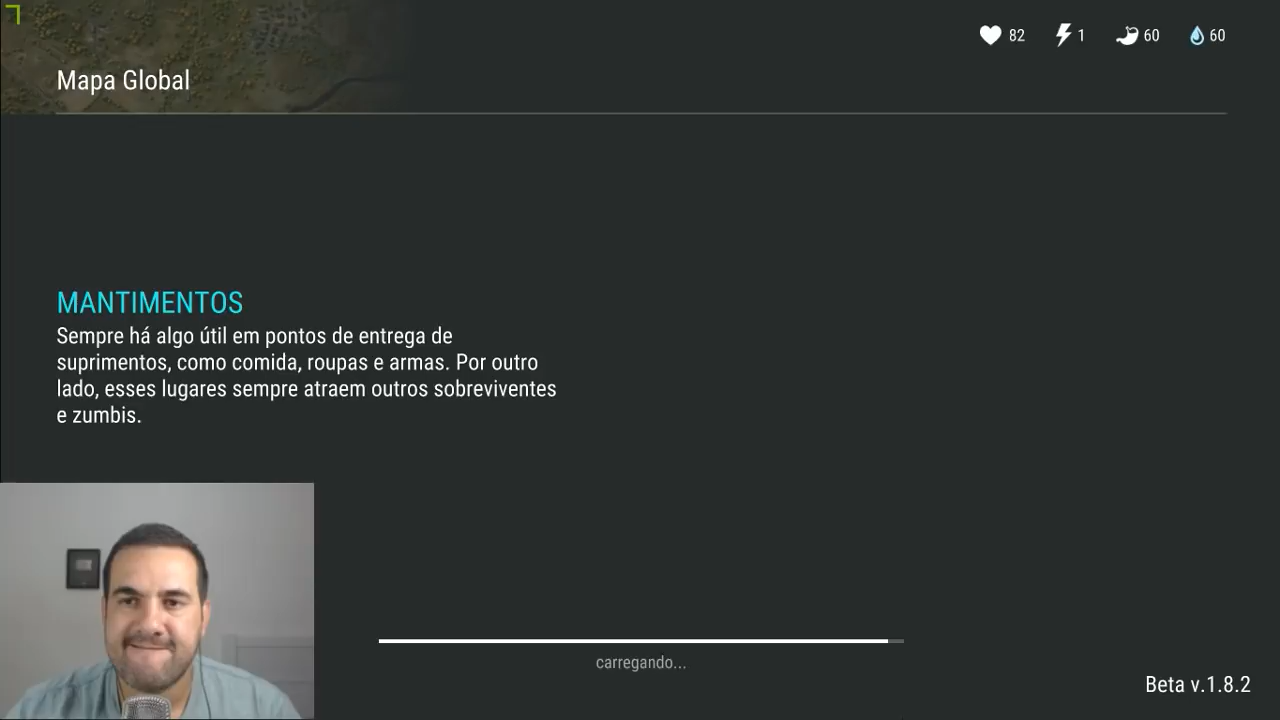 82 1 60 60
Mapa Global
MANTIMENTOS
Sempre há algo útil em pontos de entrega de
suprimentos, como comida, roupas e armas. Por outro
lado, esses lugares sempre atraem outros sobreviventes
e zumbis.
carregando...
Beta v.1.8.2